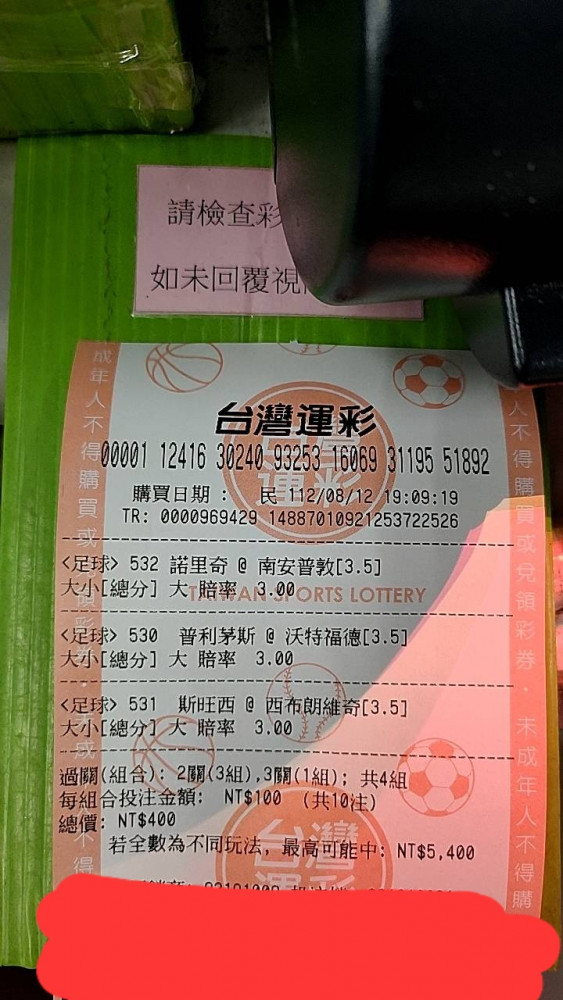 請檢查彩
如未回覆視
台灣運彩
00001 12416 30240 93253 16069 31195 51892
購買日期： 民 112/08/12 19:09:19
TR: 0000969429 14887010921253722526
<足球> 532 諾里奇 @ 南安普敦[3.5]
大小[總分] 大 賠率 3.00
TAIWAN SPORTS LOTTERY
<足球> 530 普利茅斯 @ 沃特福德[3.5]
大小[總分] 大 賠率 3.00
<足球> 531 斯旺西 @ 西布朗維奇[3.5]
大小[總分] 大 賠率 3.00
過關(組合): 2關(3組),3關(1組); 共4組
每組合投注金額: NT$100 (共10注)
總價: NT$400
若全數為不同玩法, 最高可能中: NT$5,400
成年人不得購買或
人不得購買或兌領彩券．未成年人不得購